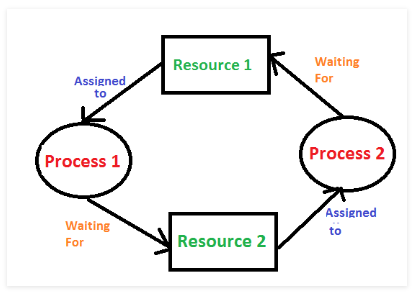 Resource 1
Waiting
For
Assigned
to
Process 1
Process 2
Waiting
For
Resource 2
Assigned
to